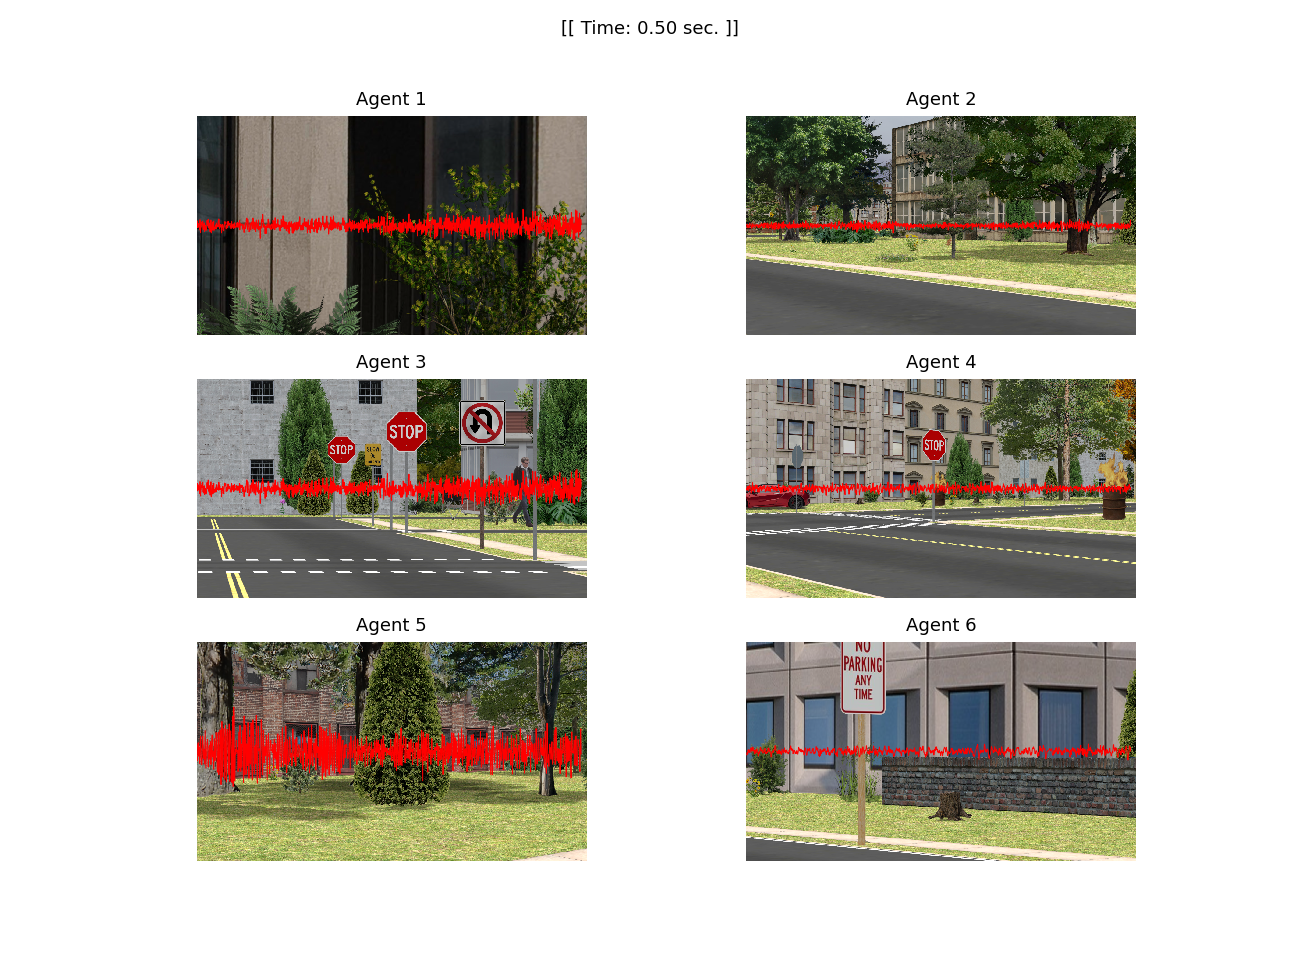 [[ Time: 0.50 sec. ]]
Agent 1
Agent 2
Agent 3
STOP
SLOW
STOP
Agent 4
STOP
Agent 5
Agent 6
NO
PARKING
ANY
TIME